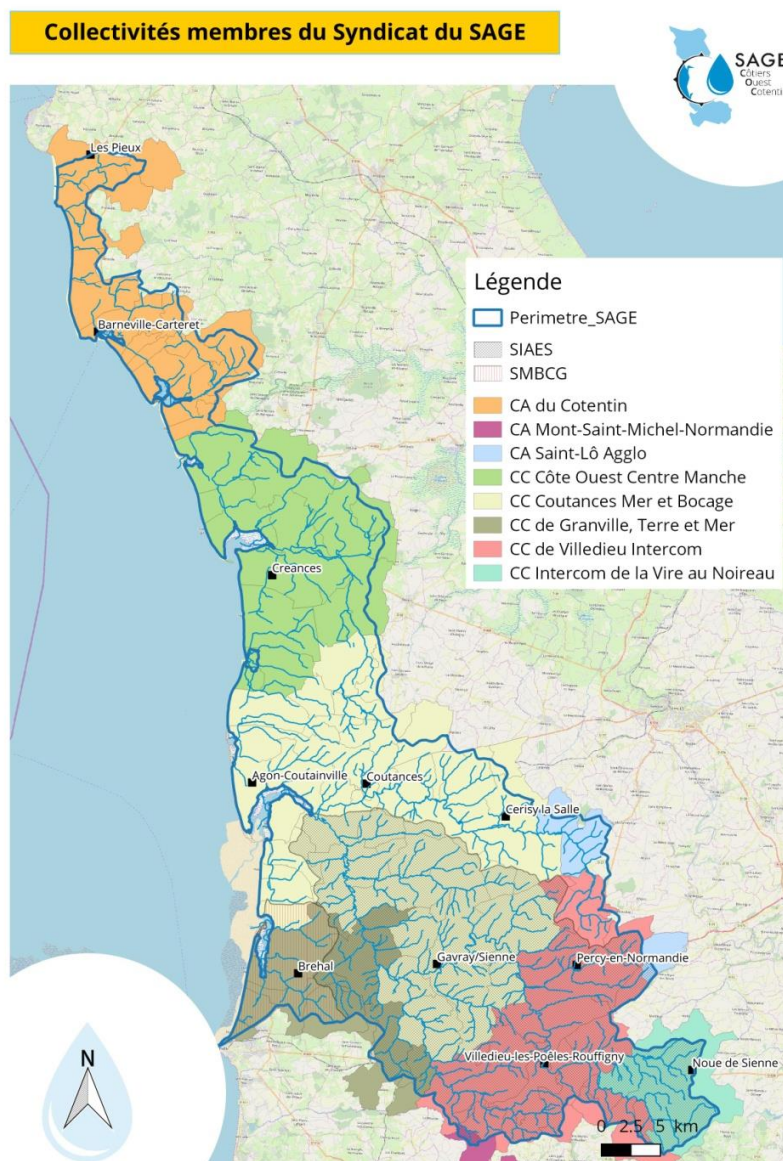 Collectivités membres du Syndicat du SAGE
SAGE
Côtiers
Ouest
Cotentin
Les Pieux
Barneville-Carteret
Légende
Perimetre_SAGE
SIAES
SMBCG
CA du Cotentin
CA Mont-Saint-Michel-Normandie
CA Saint-Lô Agglo
CC Côte Ouest Centre Manche
CC Coutances Mer et Bocage
CC de Granville, Terre et Mer
CC de Villedieu Intercom
CC Intercom de la Vire au Noireau
Creances
Agon-Coutainville
Coutances
Cerisy la Salle
Brehal
Gavray/Sienne
Percy-en-Normandie
Villedieu-les-Poêles-Rouffigny
Noue de Sienne
N
0 2.5 5 km